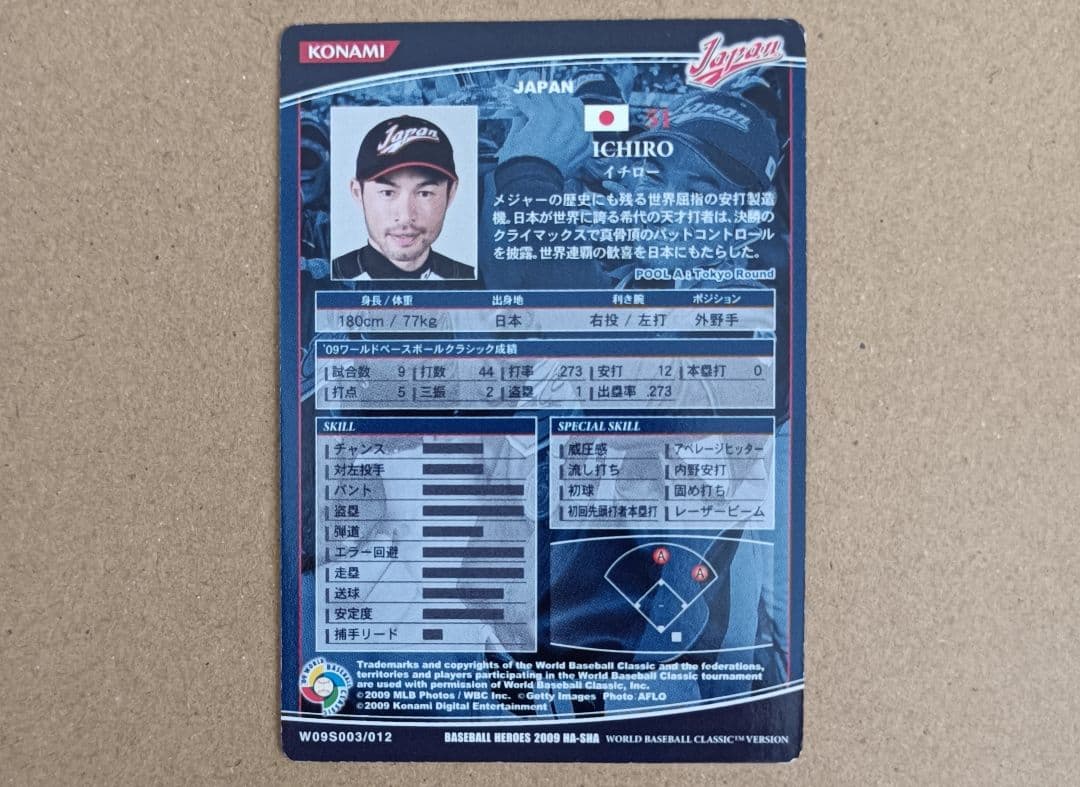 KONAMI
Japan
JAPAN
51
ICHIRO
イチロー
メジャーの歴史にも残る世界屈指の安打製造
機。日本が世界に誇る希代の天才打者は、決勝の
クライマックスで真骨頂のバットコントロール
を披露。世界連覇の歓喜を日本にもたらした。
POOL A : Tokyo Round
身長 / 体重 出身地 利き腕 ポジション
180cm / 77kg 日本 右投 / 左打 外野手
'09ワールドベースボールクラシック成績
試合数 9 打数 44 打率 .273 安打 12 本塁打 0
打点 5 三振 2 盗塁 1 出塁率 .273
SKILL
チャンス
対左投手
バント
盗塁
弾道
エラー回避
走塁
送球
安定度
捕手リード
SPECIAL SKILL
威圧感 アベレージヒッター
流し打ち 内野安打
初球 固め打ち
初回先頭打者本塁打 レーザービーム
A
A
Trademarks and copyrights of the World Baseball Classic and the federations,
territories and players participating in the World Baseball Classic tournament
are used with permission of World Baseball Classic, Inc.
©2009 MLB Photos / WBC Inc. ©Getty Images Photo AFLO
©2009 Konami Digital Entertainment
W09S003/012 BASEBALL HEROES 2009 HA-SHA WORLD BASEBALL CLASSIC™ VERSION